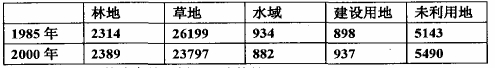 林地 草地 水域 建设用地 未利用地
1985年 2314 26199 934 898 5143
2000年 2389 23797 882 937 5490